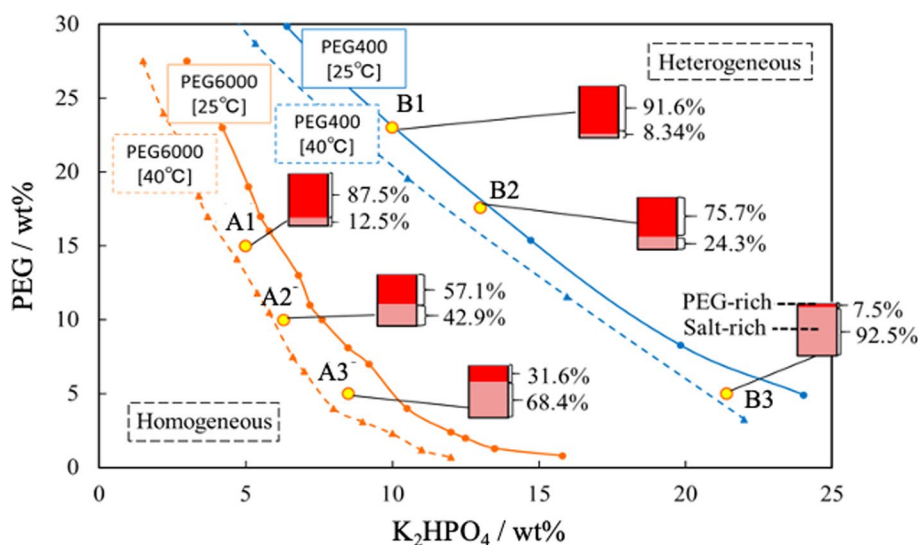 30
25
20
15
10
5
0
0
5
10
15
20
25
PEG / wt%
K₂HPO₄ / wt%
PEG6000
[25℃]
PEG6000
[40℃]
PEG400
[25℃]
PEG400
[40℃]
Heterogeneous
Homogeneous
B1
91.6%
8.34%
B2
75.7%
24.3%
A1
87.5%
12.5%
A2
57.1%
42.9%
A3
31.6%
68.4%
PEG-rich
Salt-rich
7.5%
92.5%
B3